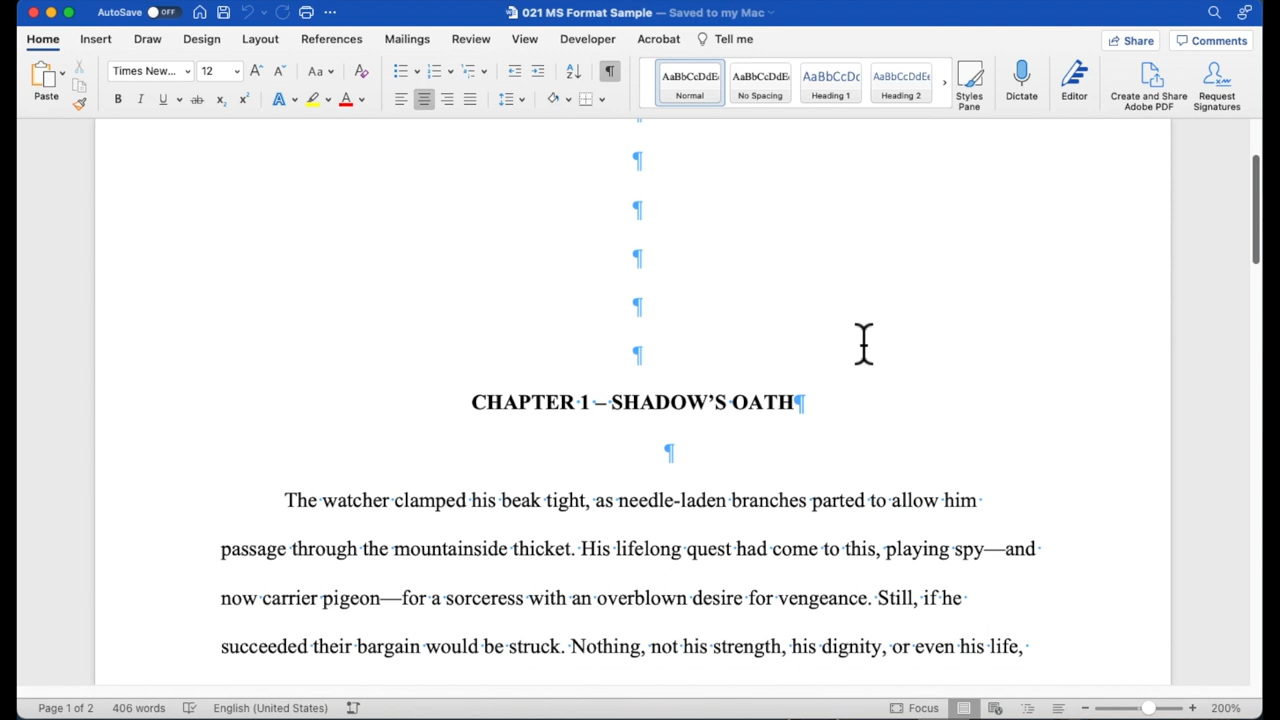 AutoSave OFF 021 MS Format Sample — Saved to my Mac
Home Insert Draw Design Layout References Mailings Review View Developer Acrobat Tell me Share Comments
Paste Times New... 12 Aa AaBbCcDdEe AaBbCcDdEe AaBbCcDc AaBbCcDdEe
Normal No Spacing Heading 1 Heading 2 Styles Pane Dictate Editor Create and Share Adobe PDF Request Signatures
B I U ab x₂ x² A A
¶
¶
¶
¶
¶
¶
CHAPTER·1·–·SHADOW’S·OATH¶
¶
The·watcher·clamped·his·beak·tight,·as·needle-laden·branches·parted·to·allow·him·
passage·through·the·mountainside·thicket.·His·lifelong·quest·had·come·to·this,·playing·spy—and·
now·carrier·pigeon—for·a·sorceress·with·an·overblown·desire·for·vengeance.·Still,·if·he·
succeeded·their·bargain·would·be·struck.·Nothing,·not·his·strength,·his·dignity,·or·even·his·life,·
Page 1 of 2 406 words English (United States) Focus 200%